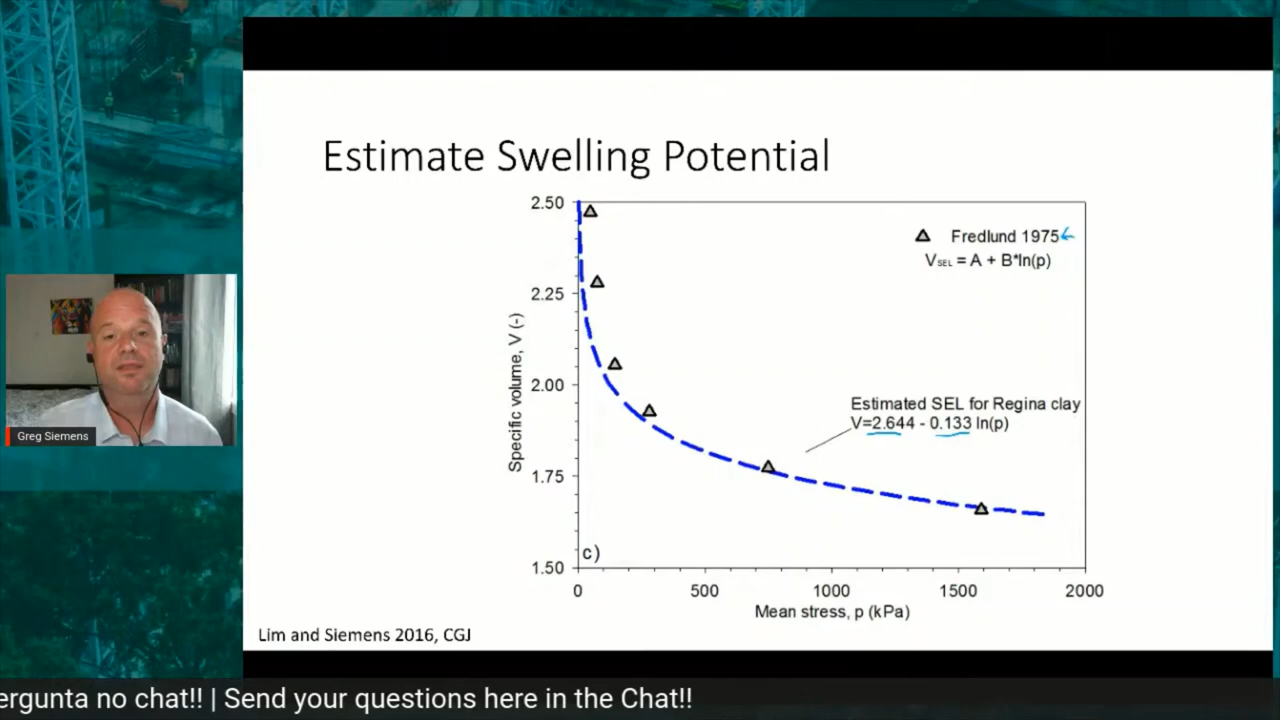 Estimate Swelling Potential
2.50
2.25
2.00
1.75
1.50
Specific volume, V (-)
Fredlund 1975
VSEL = A + B*ln(p)
Estimated SEL for Regina clay
V=2.644 - 0.133 ln(p)
c)
0
500
1000
1500
2000
Mean stress, p (kPa)
Lim and Siemens 2016, CGJ
Greg Siemens
ergunta no chat!! | Send your questions here in the Chat!!